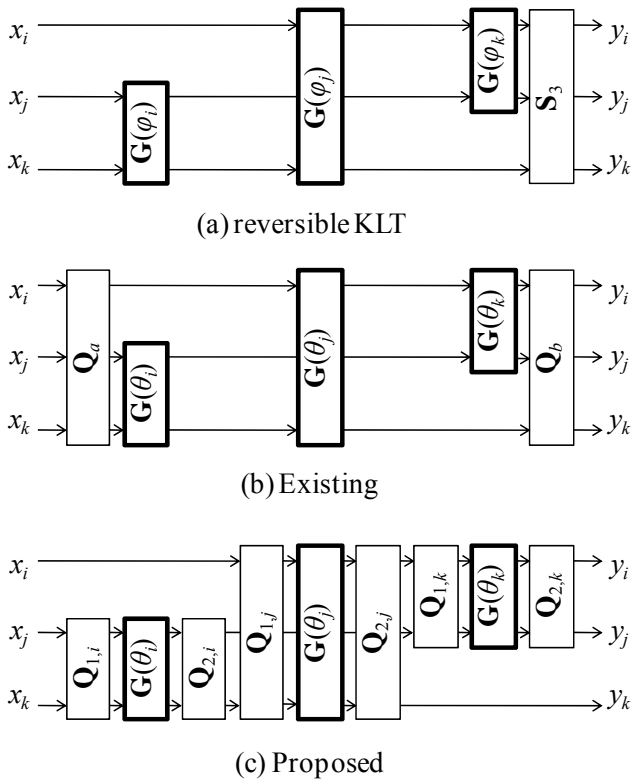 x_i G(φ_j) G(φ_k) S_3 y_i
x_j G(φ_i) y_j
x_k y_k
(a) reversible KLT
x_i Q_a G(θ_j) G(θ_k) Q_b y_i
x_j G(θ_i) y_j
x_k y_k
(b) Existing
x_i Q_{1,j} G(θ_j) Q_{2,j} Q_{1,k} G(θ_k) Q_{2,k} y_i
x_j Q_{1,i} G(θ_i) Q_{2,i} y_j
x_k y_k
(c) Proposed